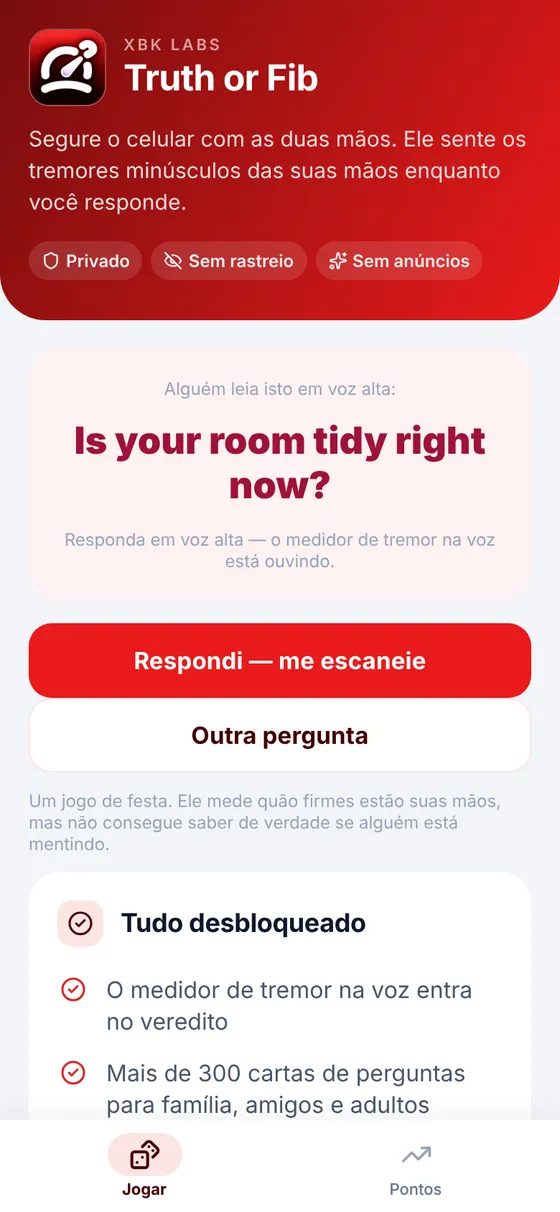 XBK LABS
Truth or Fib
Segure o celular com as duas mãos. Ele sente os
tremores minúsculos das suas mãos enquanto
você responde.
Privado
Sem rastreio
Sem anúncios
Alguém leia isto em voz alta:
Is your room tidy right
now?
Responda em voz alta — o medidor de tremor na voz
está ouvindo.
Respondi — me escaneie
Outra pergunta
Um jogo de festa. Ele mede quão firmes estão suas mãos,
mas não consegue saber de verdade se alguém está
mentindo.
Tudo desbloqueado
O medidor de tremor na voz entra
no veredito
Mais de 300 cartas de perguntas
para família, amigos e adultos
Jogar
Pontos